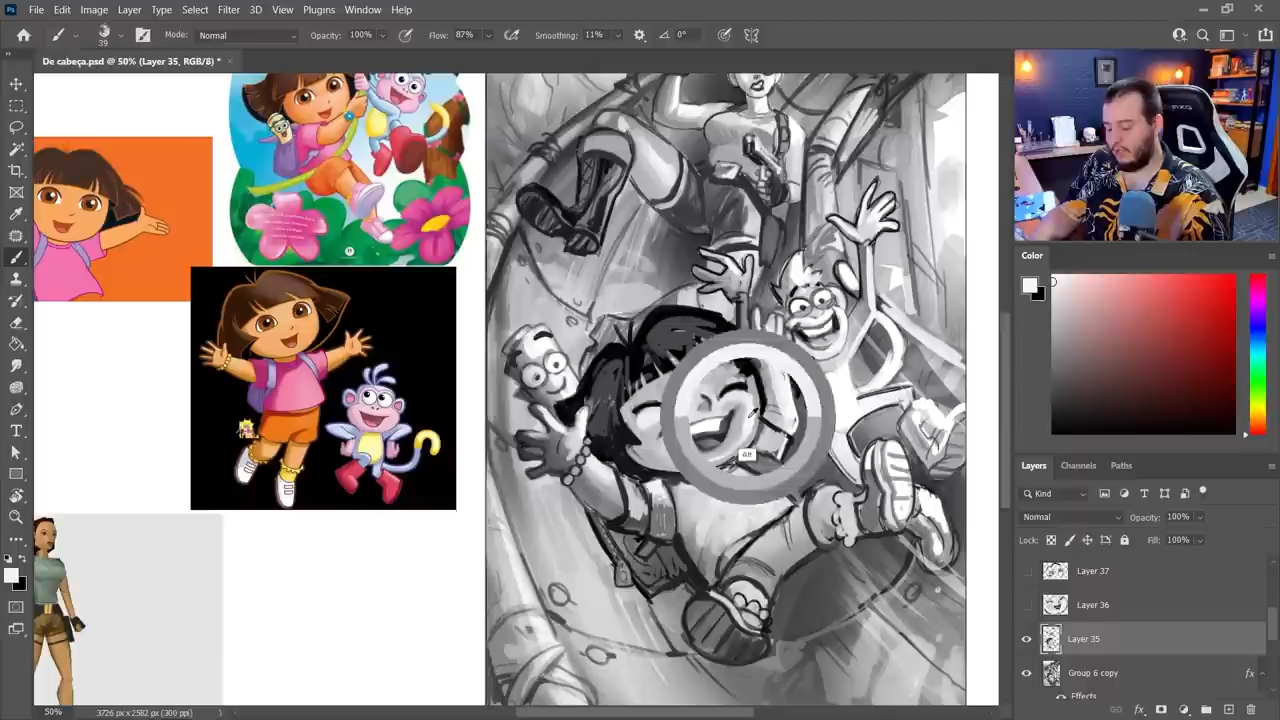 Ps File Edit Image Layer Type Select Filter 3D View Plugins Window Help
39 Mode: Normal Opacity: 100% Flow: 87% Smoothing: 11% 0°
De cabeça.psd @ 50% (Layer 35, RGB/8) *
Color
Layers Channels Paths
Kind
Normal Opacity: 100%
Lock: Fill: 100%
Layer 37
Layer 36
Layer 35
Group 6 copy fx
Effects
50% 3726 px x 2582 px (300 ppi)